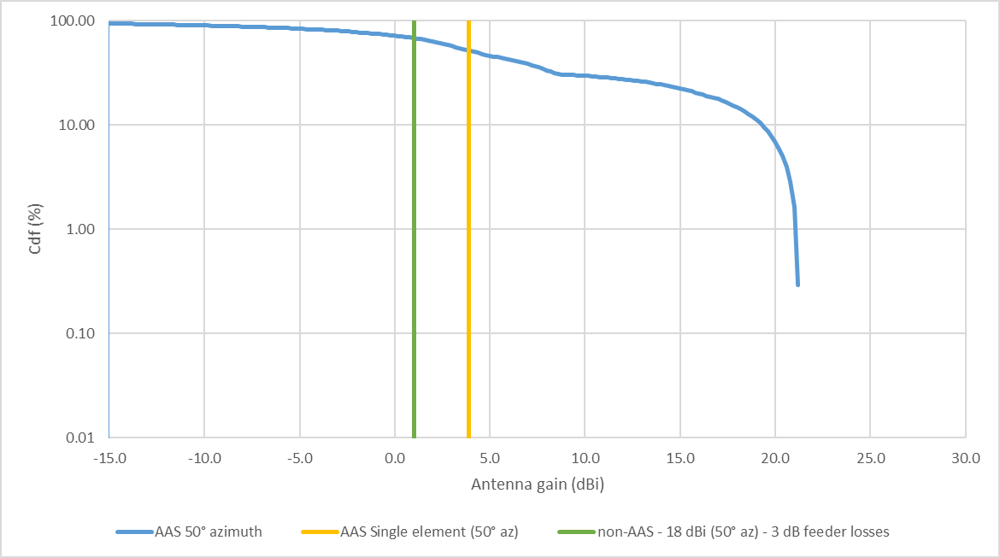 100.00
10.00
1.00
0.10
0.01
Cdf (%)
-15.0 -10.0 -5.0 0.0 5.0 10.0 15.0 20.0 25.0 30.0
Antenna gain (dBi)
AAS 50° azimuth AAS Single element (50° az) non-AAS - 18 dBi (50° az) - 3 dB feeder losses